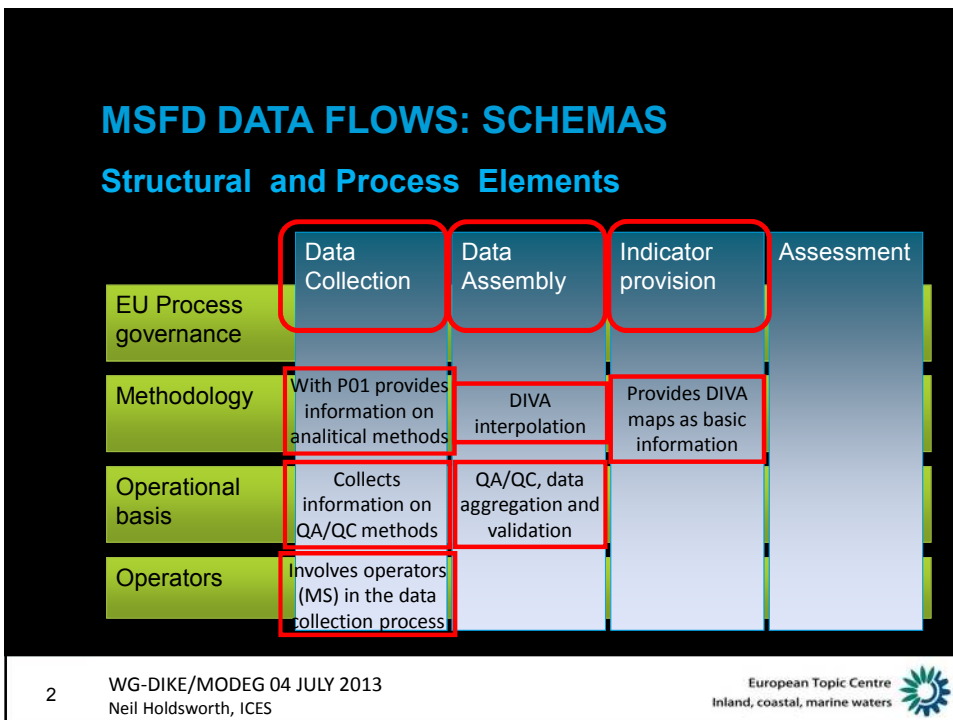 MSFD DATA FLOWS: SCHEMAS
Structural and Process Elements
Data
Collection
Data
Assembly
Indicator
provision
Assessment
EU Process
governance
Methodology
With P01 provides
information on
analitical methods
DIVA
interpolation
Provides DIVA
maps as basic
information
Operational
basis
Collects
information on
QA/QC methods
QA/QC, data
aggregation and
validation
Operators
Involves operators
(MS) in the data
collection process
2
WG-DIKE/MODEG 04 JULY 2013
Neil Holdsworth, ICES
European Topic Centre
Inland, coastal, marine waters